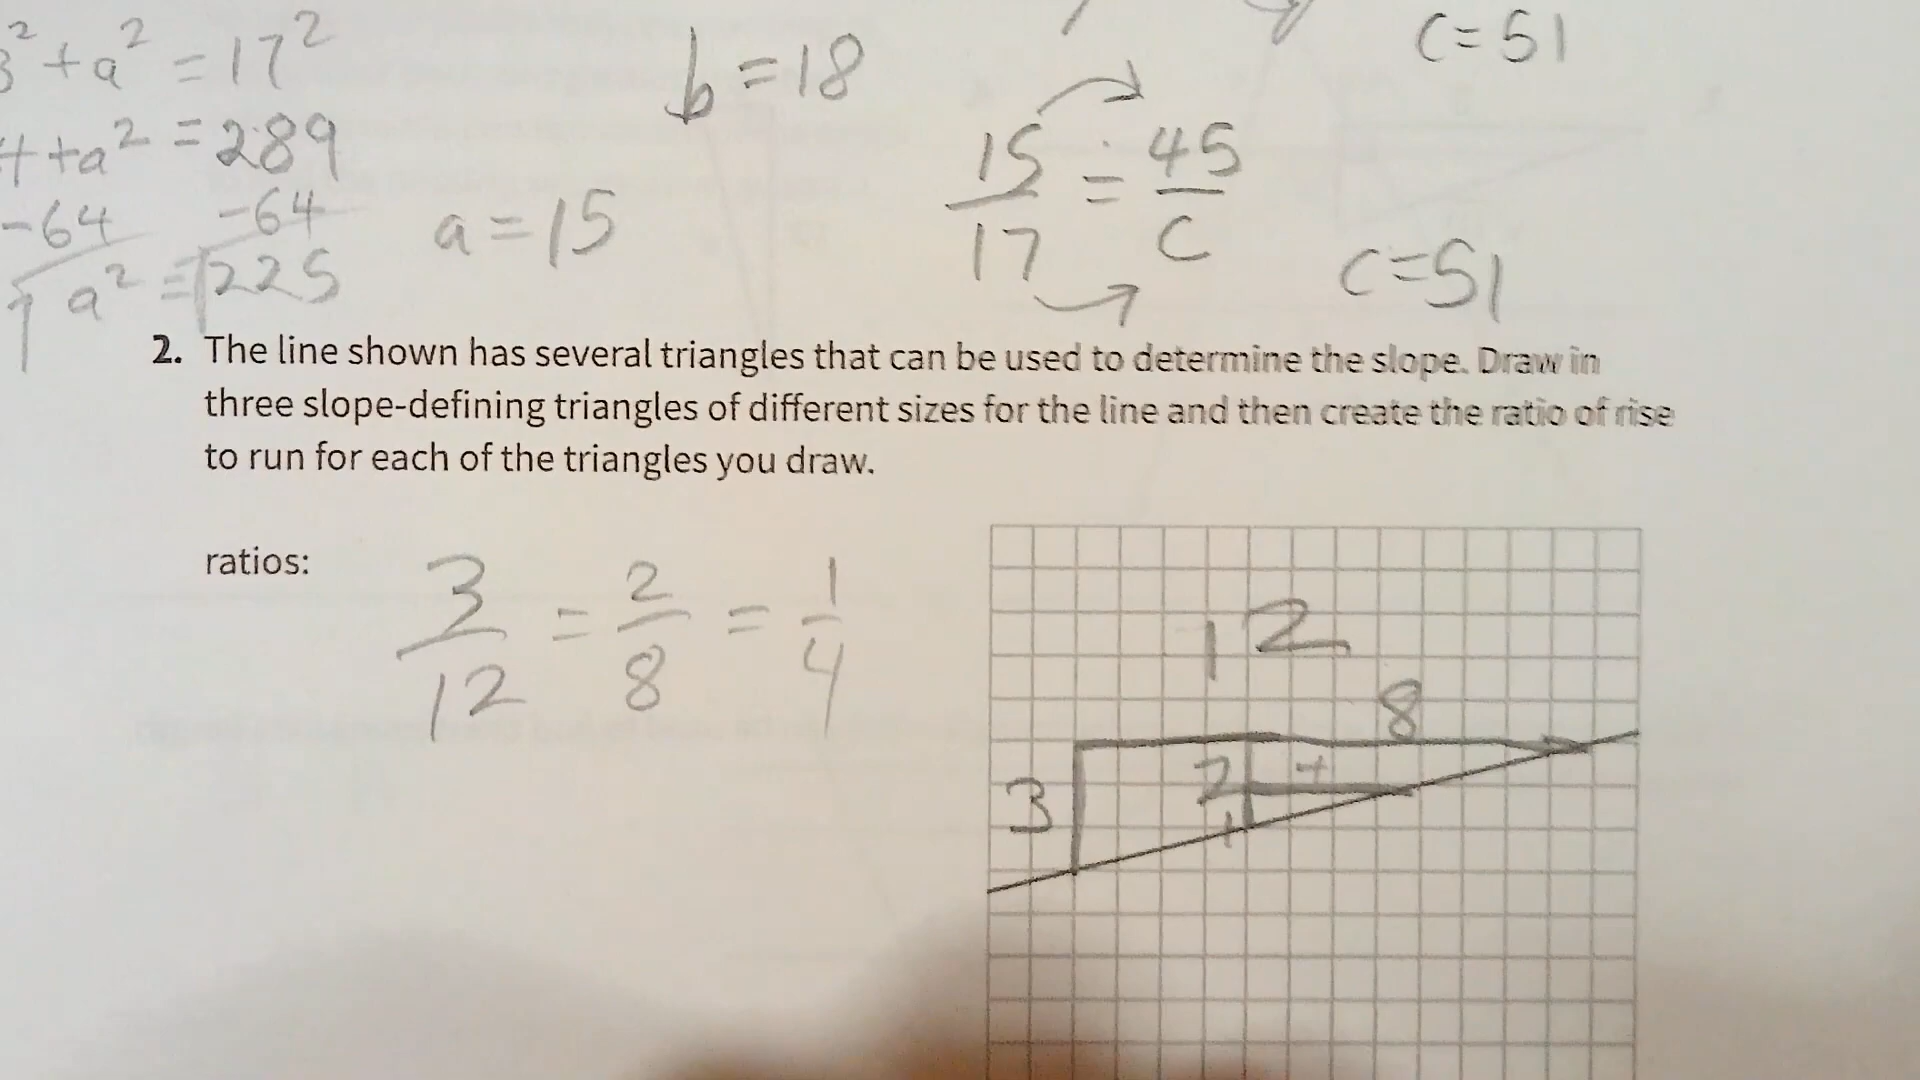 ² + a² = 17²
b = 18
c = 51
4 + a² = 289
15/17 = 45/c
-64 -64
a = 15
a² = √225
c = 51
2. The line shown has several triangles that can be used to determine the slope. Draw in
three slope-defining triangles of different sizes for the line and then create the ratio of rise
to run for each of the triangles you draw.
ratios: 3/12 = 2/8 = 1/4
12
8
3
2
1